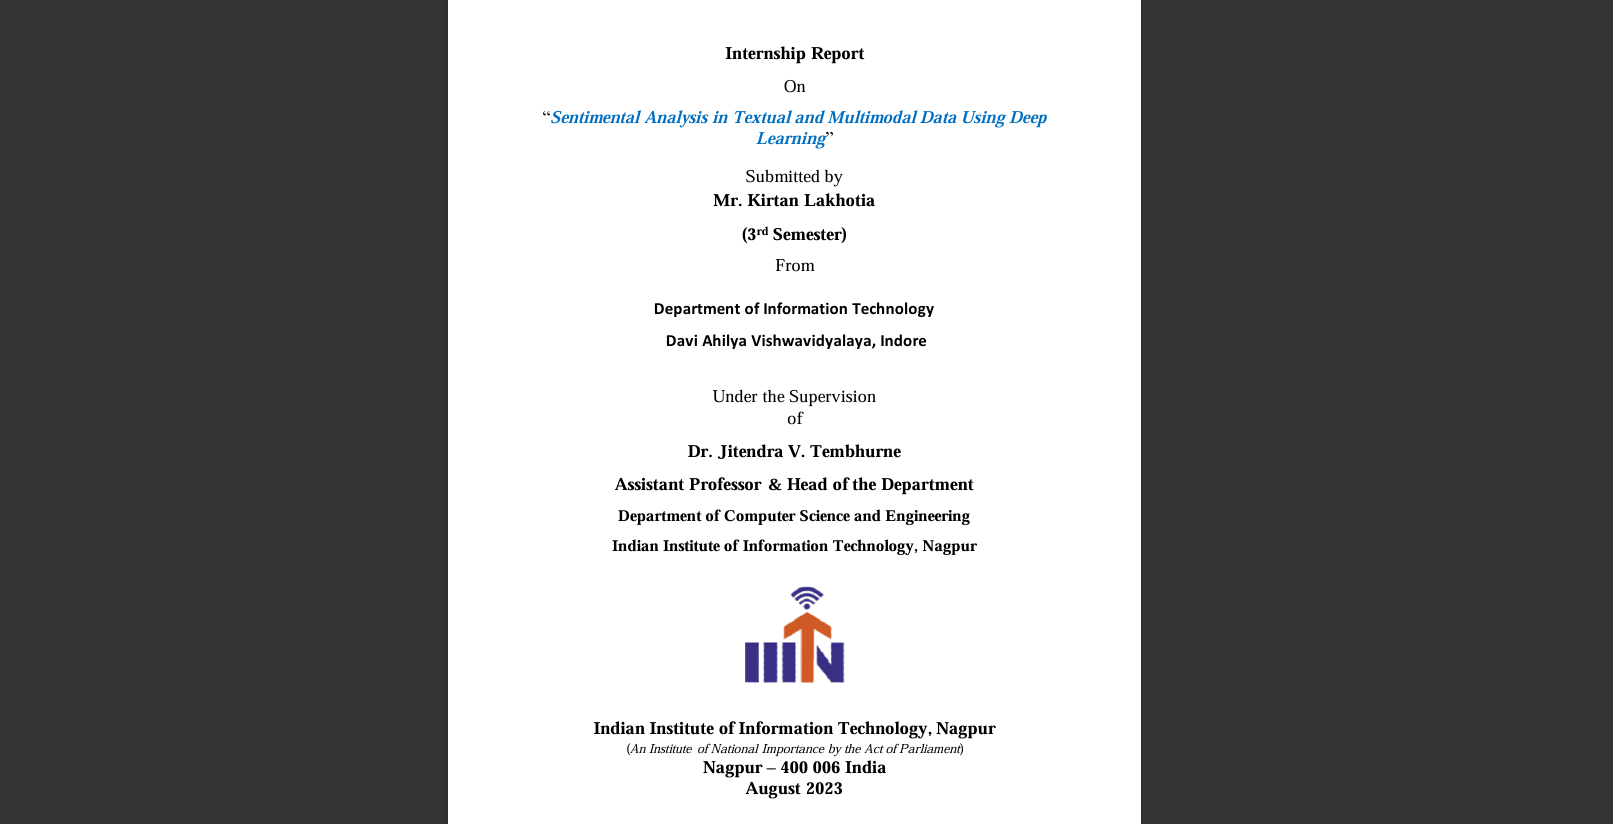 Internship Report
On
“Sentimental Analysis in Textual and Multimodal Data Using Deep
Learning”
Submitted by
Mr. Kirtan Lakhotia
(3rd Semester)
From
Department of Information Technology
Davi Ahilya Vishwavidyalaya, Indore
Under the Supervision
of
Dr. Jitendra V. Tembhurne
Assistant Professor & Head of the Department
Department of Computer Science and Engineering
Indian Institute of Information Technology, Nagpur
IIITN
Indian Institute of Information Technology, Nagpur
(An Institute of National Importance by the Act of Parliament)
Nagpur – 400 006 India
August 2023